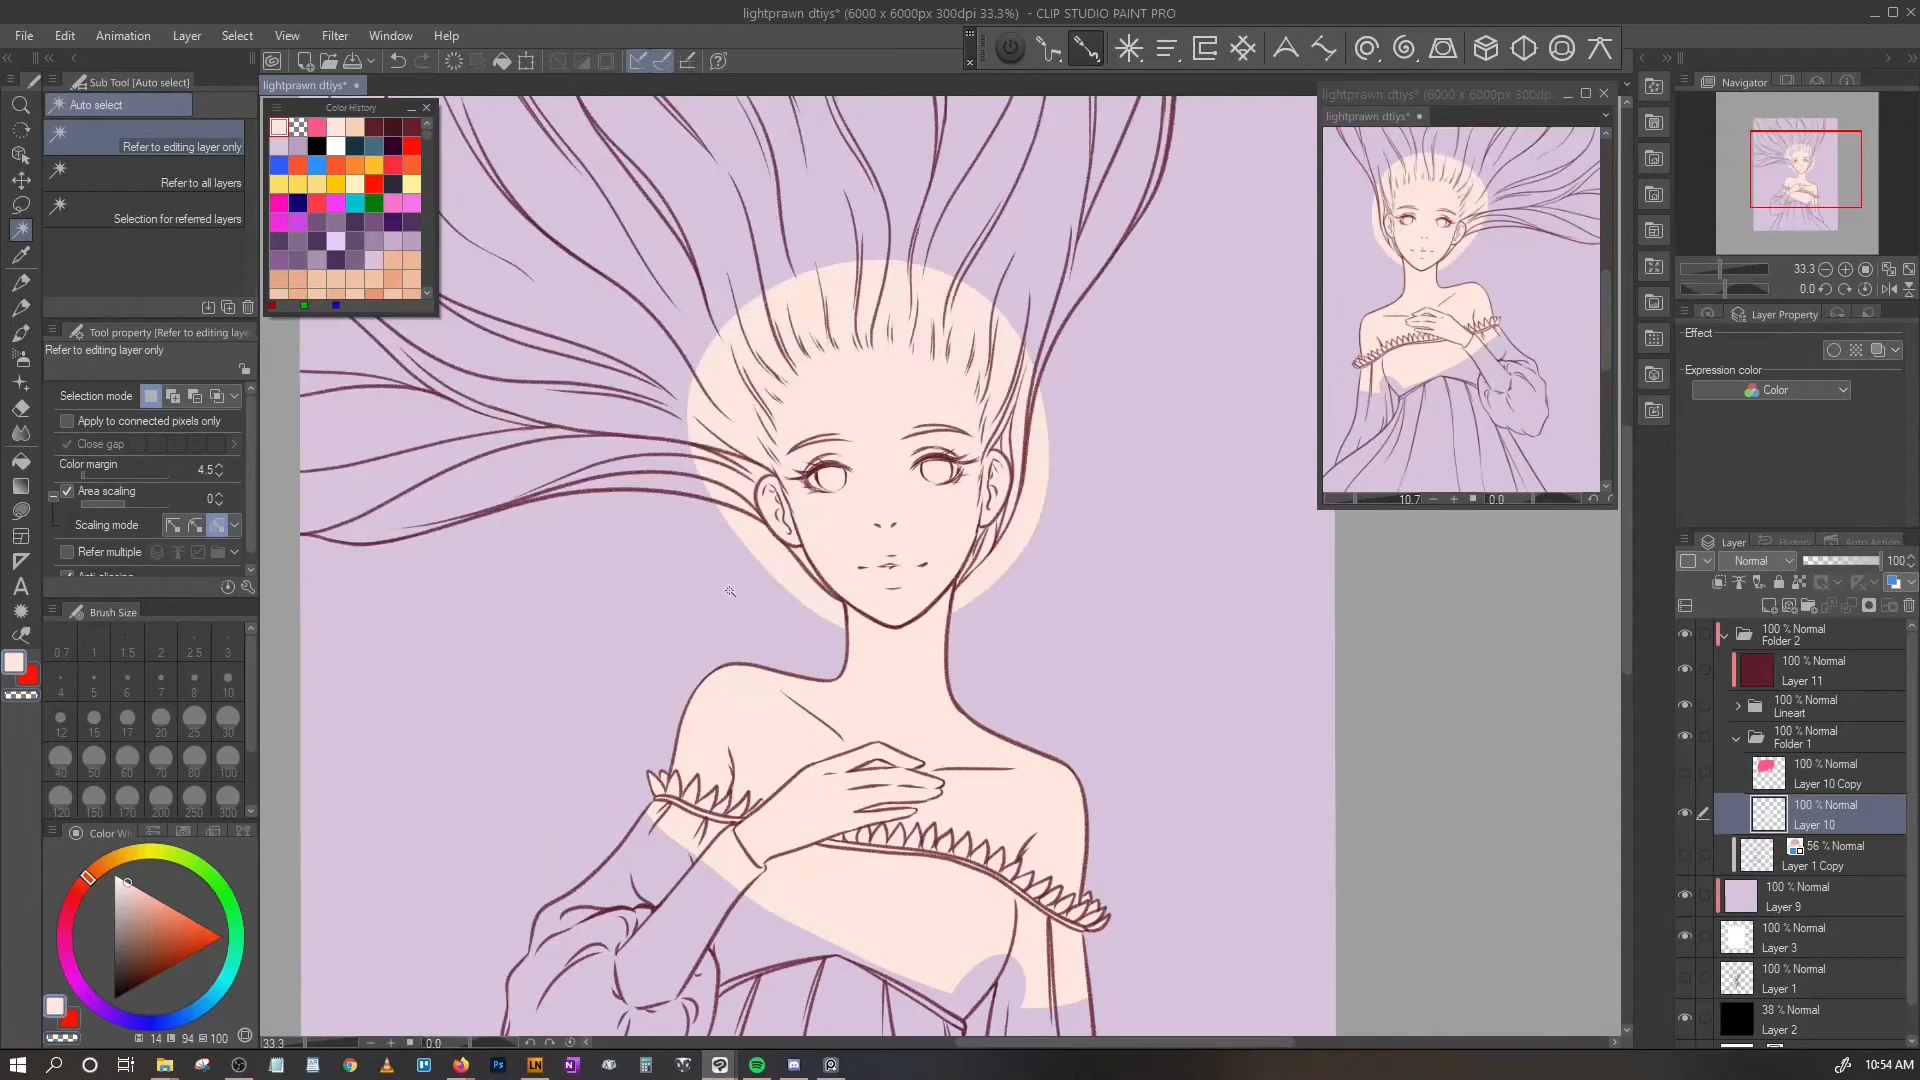 lightprawn dtiys* (6000 x 6000px 300dpi 33.3%) - CLIP STUDIO PAINT PRO
File Edit Animation Layer Select View Filter Window Help
Sub Tool [Auto select]
Auto select
Refer to editing layer only
Refer to all layers
Selection for referred layers
Tool property [Refer to editing laye
Refer to editing layer only
Selection mode
Apply to connected pixels only
Close gap
Color margin 4.5
Area scaling 0
Scaling mode
Refer multiple
Brush Size
0.7 1 1.5 2 2.5 3
4 5 6 7 8 10
12 15 17 20 25 30
40 50 60 70 80 100
120 150 170 200 250 300
Color W
14 94 100
lightprawn dtiys*
Color History
33.3 0.0
lightprawn dtiys* (6000 x 6000px 300dp
lightprawn dtiys*
10.7 0.0
Navigator
33.3
0.0
Layer Property
Effect
Expression color
Color
Layer History Auto Action
Normal 100
100 % Normal
Folder 2
100 % Normal
Layer 11
100 % Normal
Lineart
100 % Normal
Folder 1
100 % Normal
Layer 10 Copy
100 % Normal
Layer 10
56 % Normal
Layer 1 Copy
100 % Normal
Layer 9
100 % Normal
Layer 3
100 % Normal
Layer 1
38 % Normal
Layer 2
10:54 AM